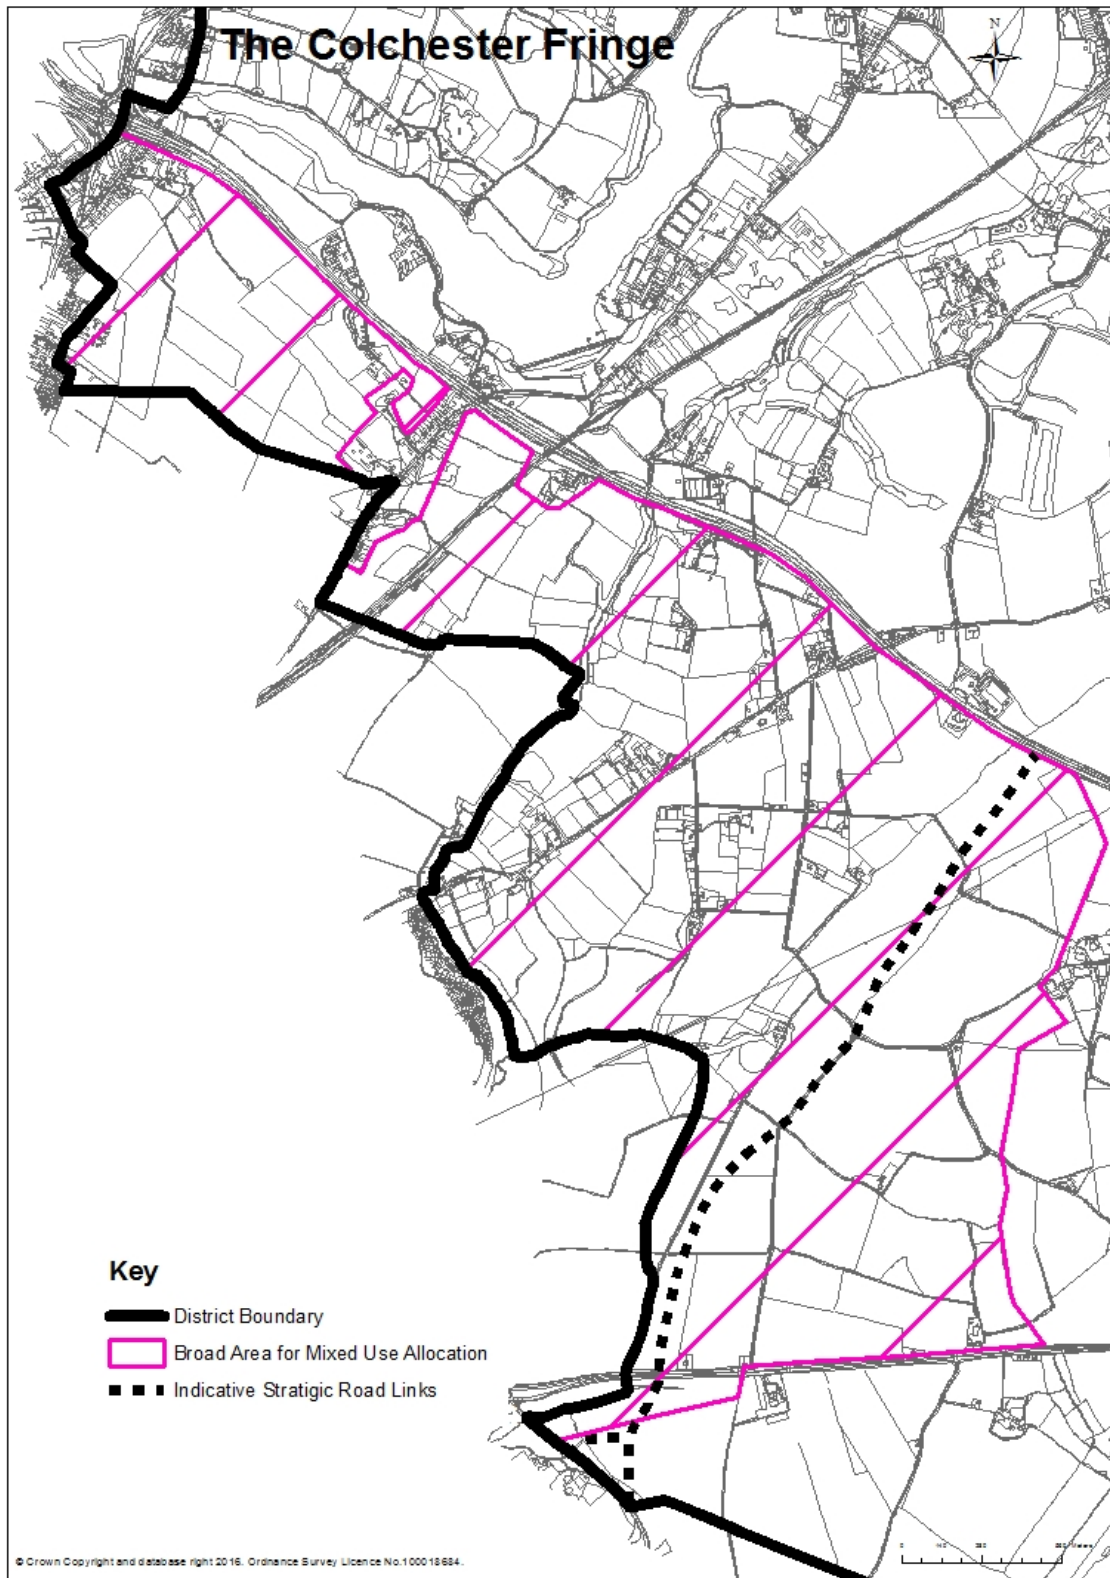 The Colchester Fringe
N
Key
District Boundary
Broad Area for Mixed Use Allocation
Indicative Stratigic Road Links
© Crown Copyright and database right 2016. Ordnance Survey Licence No.100018684.